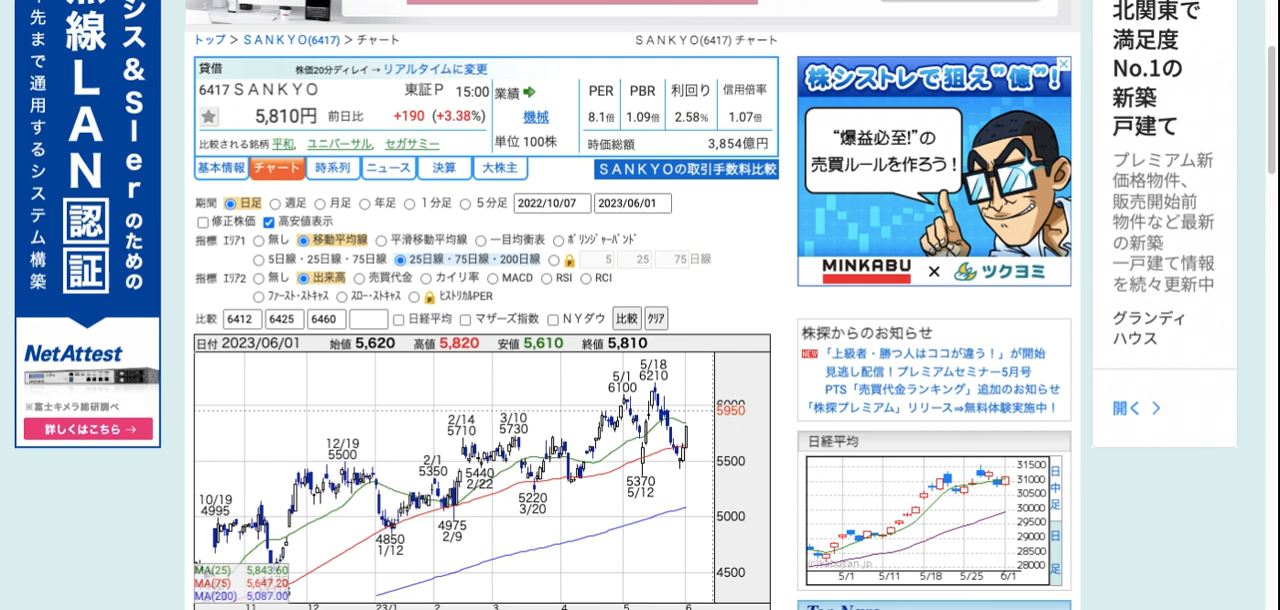 シス&SIerのための
無線LAN認証
年先まで通用するシステム構築
NetAttest
※富士キメラ総研調べ
詳しくはこちら →
トップ > SANKYO(6417) > チャート
SANKYO(6417) チャート
貸借
株価20分ディレイ → リアルタイムに変更
6417 SANKYO 東証P 15:00
5,810円 前日比 +190 (+3.38%)
比較される銘柄 平和, ユニバーサル, セガサミー
業績
機械
単位 100株
PER PBR 利回り 信用倍率
8.1倍 1.09倍 2.58% 1.07倍
時価総額 3,854億円
基本情報 チャート 時系列 ニュース 決算 大株主
SANKYOの取引手数料比較
期間 日足 週足 月足 年足 1分足 5分足 2022/10/07 2023/06/01
修正株価 高安値表示
指標 エリア1 無し 移動平均線 平滑移動平均線 一目均衡表 ボリンジャーバンド
5日線・25日線・75日線 25日線・75日線・200日線 5 25 75 日線
指標 エリア2 無し 出来高 売買代金 カイリ率 MACD RSI RCI
ファースト・ストキャス スロー・ストキャス ヒストリカルPER
比較 6412 6425 6460 日経平均 マザーズ指数 NYダウ 比較 クリア
日付 2023/06/01 始値 5,620 高値 5,820 安値 5,610 終値 5,810
5/18
6210
5/1
6100
6000
5950
2/14
5710
3/10
5730
12/19
5500
2/1
5350
5440
2/22
5500
5370
5/12
10/19
4995
5220
3/20
4975
2/9
4850
1/12
5000
4500
MA(25) 5,843.60
MA(75) 5,647.20
MA(200) 5,087.00
11 12 23/1 2 3 4 5 6
株シストレで狙え"億"!
"爆益必至!"の
売買ルールを作ろう!
MINKABU × ツクヨミ
株探からのお知らせ
NEW 「上級者・勝つ人はココが違う!」が開始
見逃し配信!プレミアムセミナー5月号
PTS「売買代金ランキング」追加のお知らせ
「株探プレミアム」リリース⇒無料体験実施中!
日経平均
31500
31000
30500
30000
29500
29000
28500
28000
(c)kabutan.jp
5/1 5/11 5/18 5/25 6/1
日中足
日足
Top News
北関東で
満足度
No.1の
新築
戸建て
プレミアム新
価格物件、
販売開始前
物件など最新
の新築
一戸建て情報
を続々更新中
グランディ
ハウス
開く >